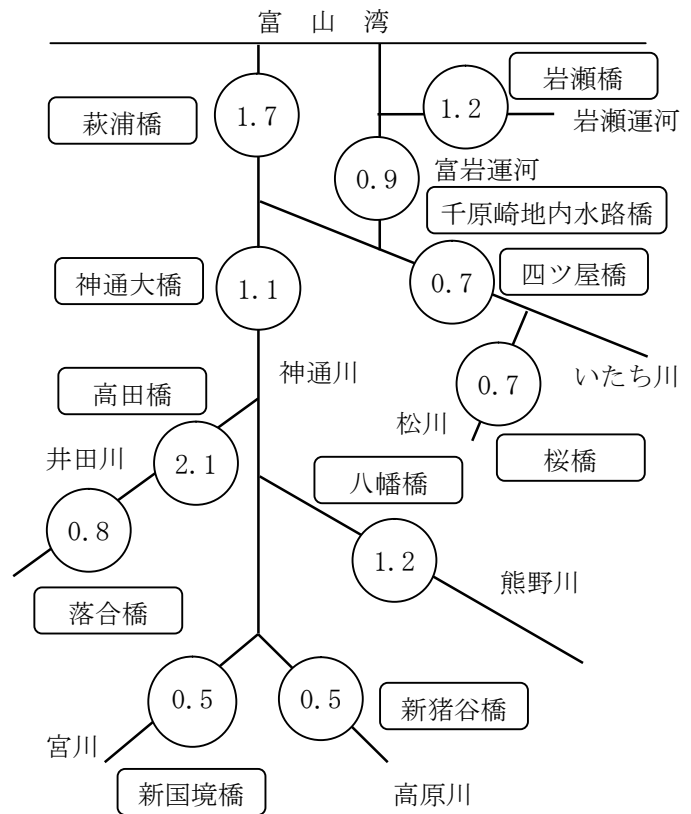 富 山 湾
岩瀬橋
1.7
1.2
萩浦橋
岩瀬運河
0.9
富岩運河
千原崎地内水路橋
神通大橋
1.1
0.7
四ツ屋橋
神通川
いたち川
高田橋
0.7
松川
井田川
2.1
八幡橋
桜橋
0.8
1.2
熊野川
落合橋
0.5
0.5
新猪谷橋
宮川
新国境橋
高原川